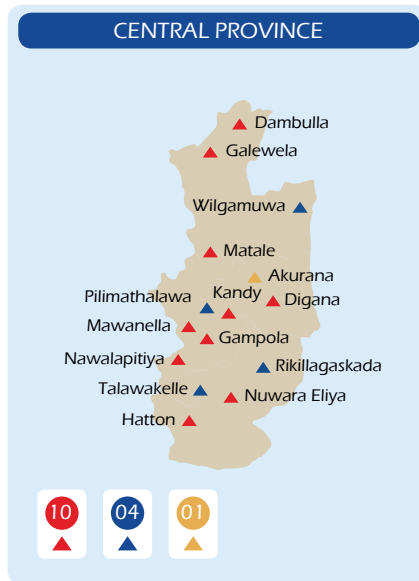 CENTRAL PROVINCE
Dambulla
Galewela
Wilgamuwa
Matale
Akurana
Pilimathalawa
Kandy
Digana
Mawanella
Gampola
Nawalapitiya
Rikillagaskada
Talawakelle
Nuwara Eliya
Hatton
10 04 01